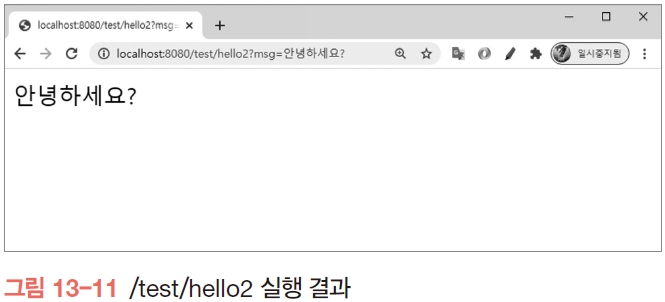 localhost:8080/test/hello2?msg=
localhost:8080/test/hello2?msg=안녕하세요?
일시중지됨
안녕하세요?
그림 13-11 /test/hello2 실행 결과